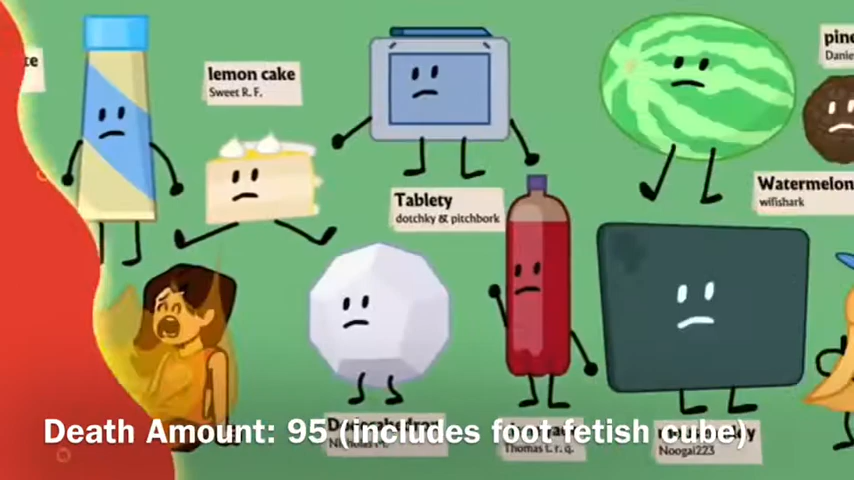 te
lemon cake
Sweet R. F.
pine
Danie
Tablety
dotchky & pitchbork
Watermelon
wifishark
Death Amount: 95 (includes foot fetish cube)
Thomas L. r. q.
Noogai223